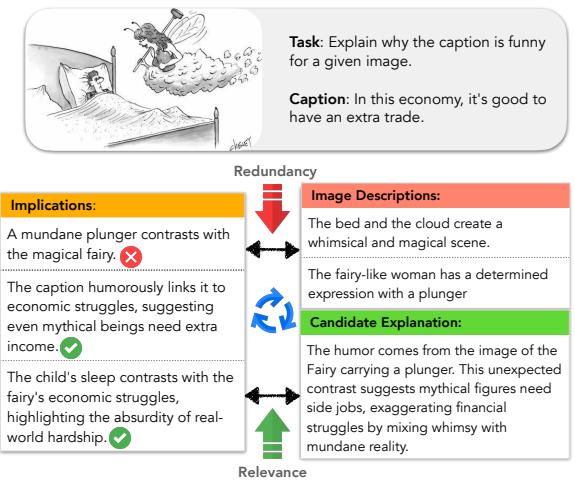 Task: Explain why the caption is funny
for a given image.
Caption: In this economy, it's good to
have an extra trade.
Redundancy
Implications:
A mundane plunger contrasts with
the magical fairy.
The caption humorously links it to
economic struggles, suggesting
even mythical beings need extra
income.
The child's sleep contrasts with the
fairy's economic struggles,
highlighting the absurdity of real-
world hardship.
Image Descriptions:
The bed and the cloud create a
whimsical and magical scene.
The fairy-like woman has a determined
expression with a plunger
Candidate Explanation:
The humor comes from the image of the
Fairy carrying a plunger. This unexpected
contrast suggests mythical figures need
side jobs, exaggerating financial
struggles by mixing whimsy with
mundane reality.
Relevance